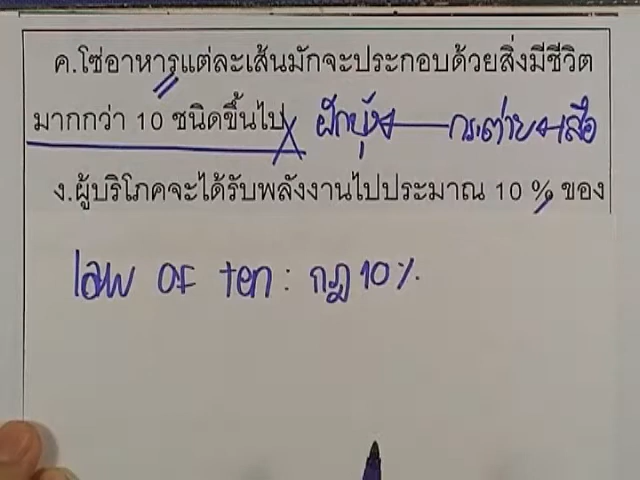 ค.โซ่อาหารแต่ละเส้นมักจะประกอบด้วยสิ่งมีชีวิต
มากกว่า 10 ชนิดขึ้นไป ผักบุ้ง กระต่าย เสือ
ง.ผู้บริโภคจะได้รับพลังงานไปประมาณ 10 % ของ
law of ten : กฎ 10%